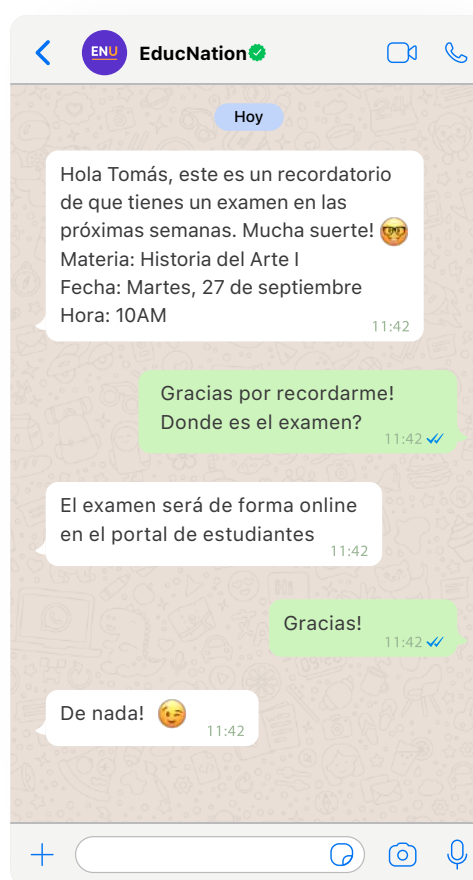 ENU EducNation
Hoy
Hola Tomás, este es un recordatorio
de que tienes un examen en las
próximas semanas. Mucha suerte! 🤓
Materia: Historia del Arte I
Fecha: Martes, 27 de septiembre
Hora: 10AM
11:42
Gracias por recordarme!
Donde es el examen?
11:42
El examen será de forma online
en el portal de estudiantes
11:42
Gracias!
11:42
De nada! 😉
11:42